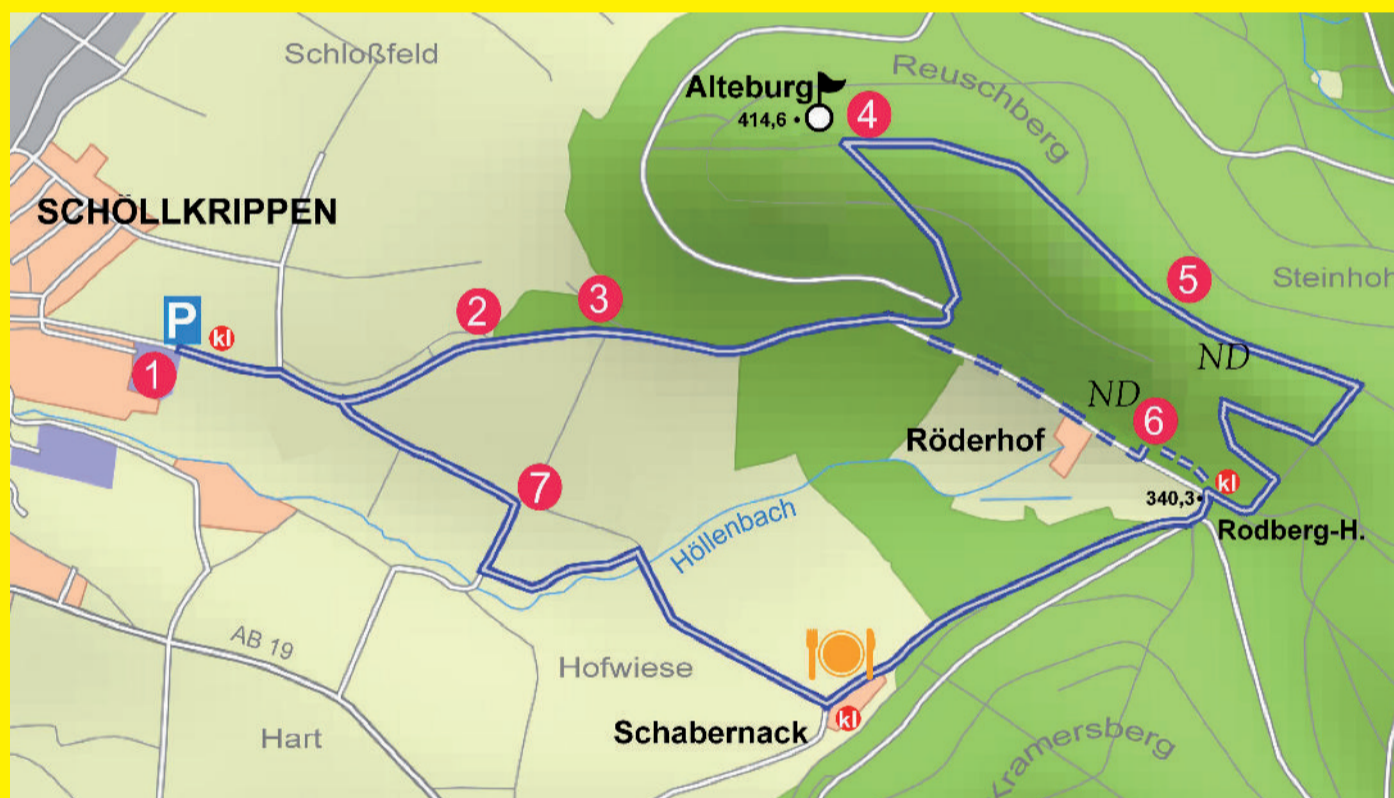 Schloßfeld
Reuschberg
Alteburg
414,6
4
SCHÖLLKRIPPEN
5
Steinhoh
P
kl
2
3
1
ND
ND
6
Röderhof
7
kl
340,3
Rodberg-H.
Höllenbach
AB 19
Hofwiese
Hart
Schabernack
kl
Kramersberg